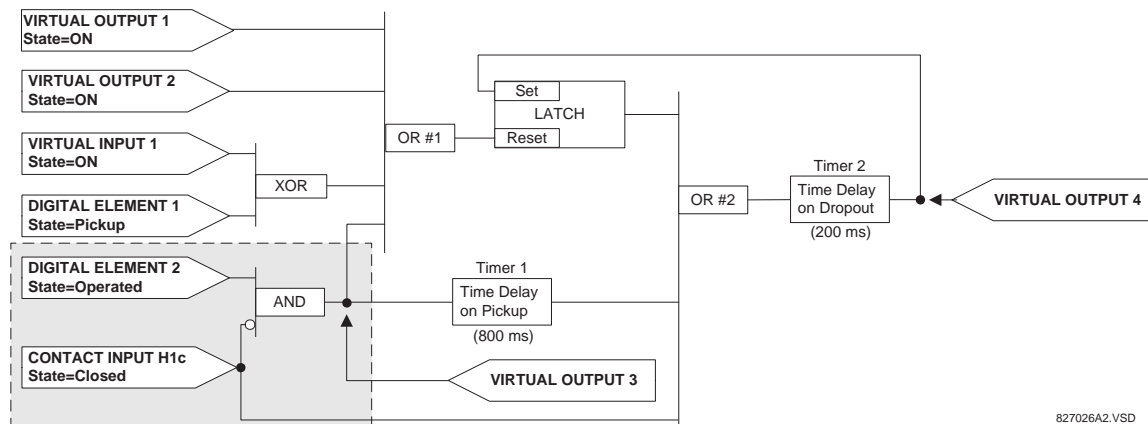 VIRTUAL OUTPUT 1
State=ON
VIRTUAL OUTPUT 2
State=ON
VIRTUAL INPUT 1
State=ON
DIGITAL ELEMENT 1
State=Pickup
DIGITAL ELEMENT 2
State=Operated
CONTACT INPUT H1c
State=Closed
XOR
AND
OR #1
Set
LATCH
Reset
Timer 1
Time Delay
on Pickup
(800 ms)
VIRTUAL OUTPUT 3
OR #2
Timer 2
Time Delay
on Dropout
(200 ms)
VIRTUAL OUTPUT 4
827026A2.VSD